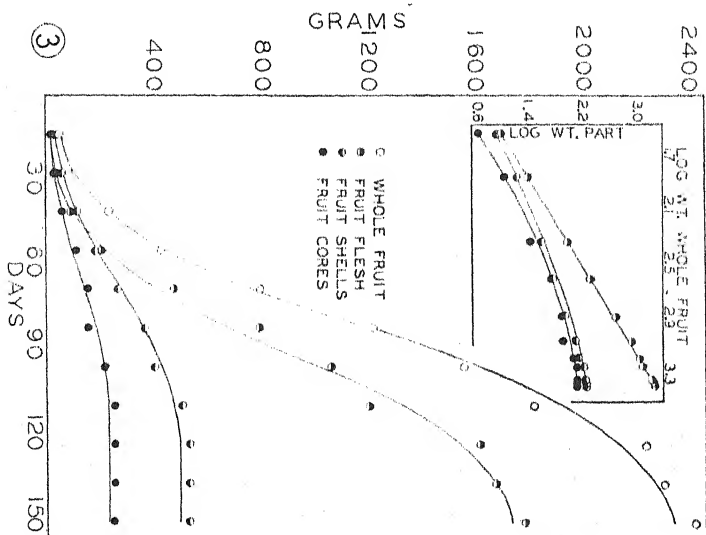 GRAMS
400
800
1200
1600
2000
2400
3
30
60
90
120
150
DAYS
WHOLE FRUIT
FRUIT FLESH
FRUIT SHELLS
FRUIT CORES
0.6
1.4
2.2
3.0
LOG WT. PART
LOG WT. WHOLE FRUIT
1.7
2.1
2.5
2.9
3.3